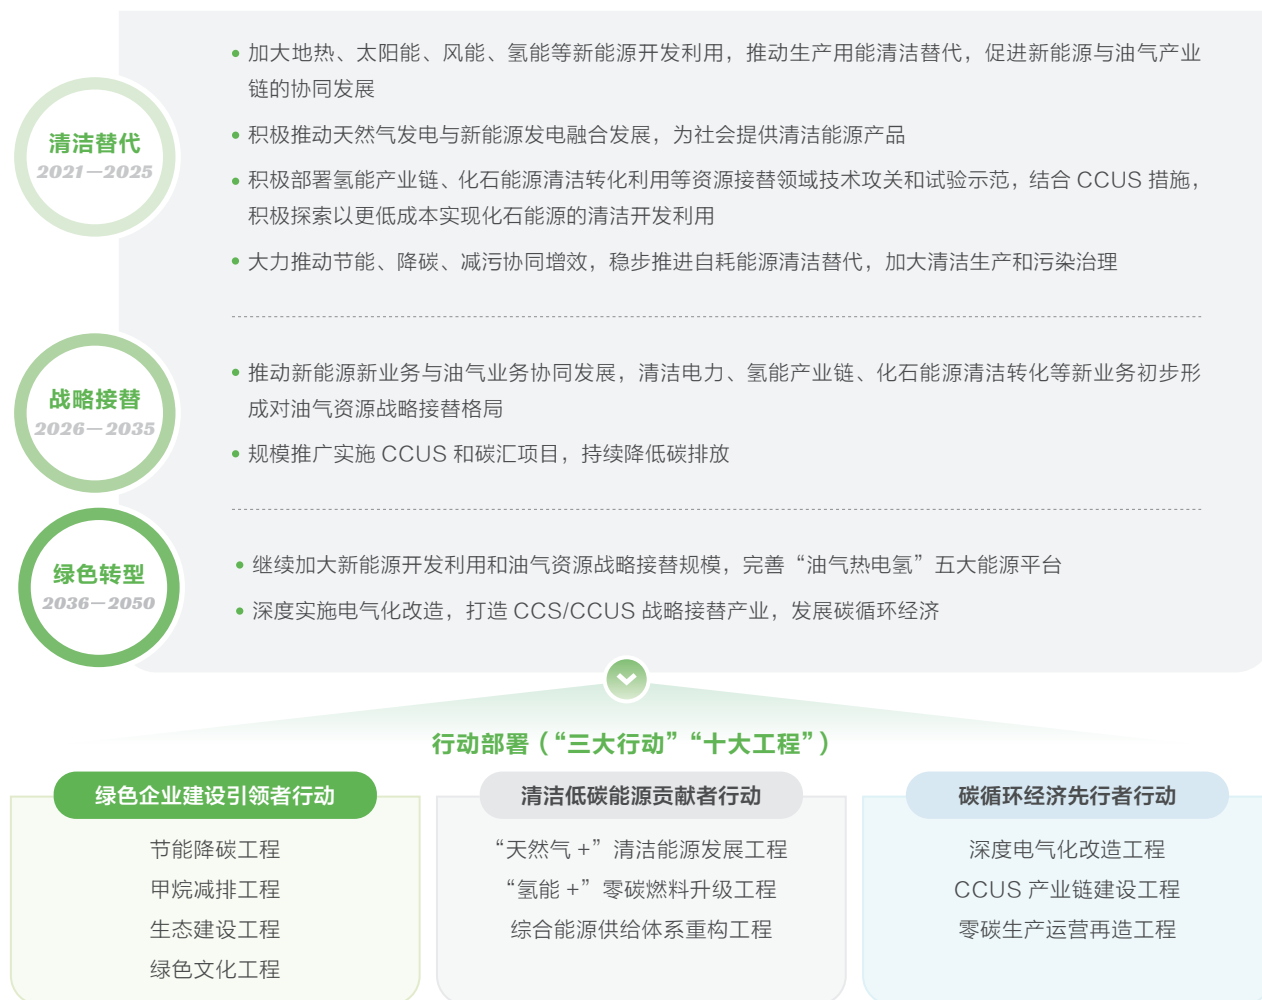 清洁替代
2021－2025
加大地热、太阳能、风能、氢能等新能源开发利用，推动生产用能清洁替代，促进新能源与油气产业
链的协同发展
积极推动天然气发电与新能源发电融合发展，为社会提供清洁能源产品
积极部署氢能产业链、化石能源清洁转化利用等资源接替领域技术攻关和试验示范，结合 CCUS 措施，
积极探索以更低成本实现化石能源的清洁开发利用
大力推动节能、降碳、减污协同增效，稳步推进自耗能源清洁替代，加大清洁生产和污染治理
战略接替
2026－2035
推动新能源新业务与油气业务协同发展，清洁电力、氢能产业链、化石能源清洁转化等新业务初步形
成对油气资源战略接替格局
规模推广实施 CCUS 和碳汇项目，持续降低碳排放
绿色转型
2036－2050
继续加大新能源开发利用和油气资源战略接替规模，完善“油气热电氢”五大能源平台
深度实施电气化改造，打造 CCS/CCUS 战略接替产业，发展碳循环经济
行动部署（“三大行动”“十大工程”）
绿色企业建设引领者行动
节能降碳工程
甲烷减排工程
生态建设工程
绿色文化工程
清洁低碳能源贡献者行动
“天然气 +”清洁能源发展工程
“氢能 +”零碳燃料升级工程
综合能源供给体系重构工程
碳循环经济先行者行动
深度电气化改造工程
CCUS 产业链建设工程
零碳生产运营再造工程